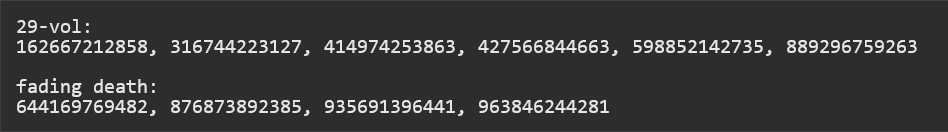 29-vol:
162667212858, 316744223127, 414974253863, 427566844663, 598852142735, 889296759263
fading death:
644169769482, 876873892385, 935691396441, 963846244281